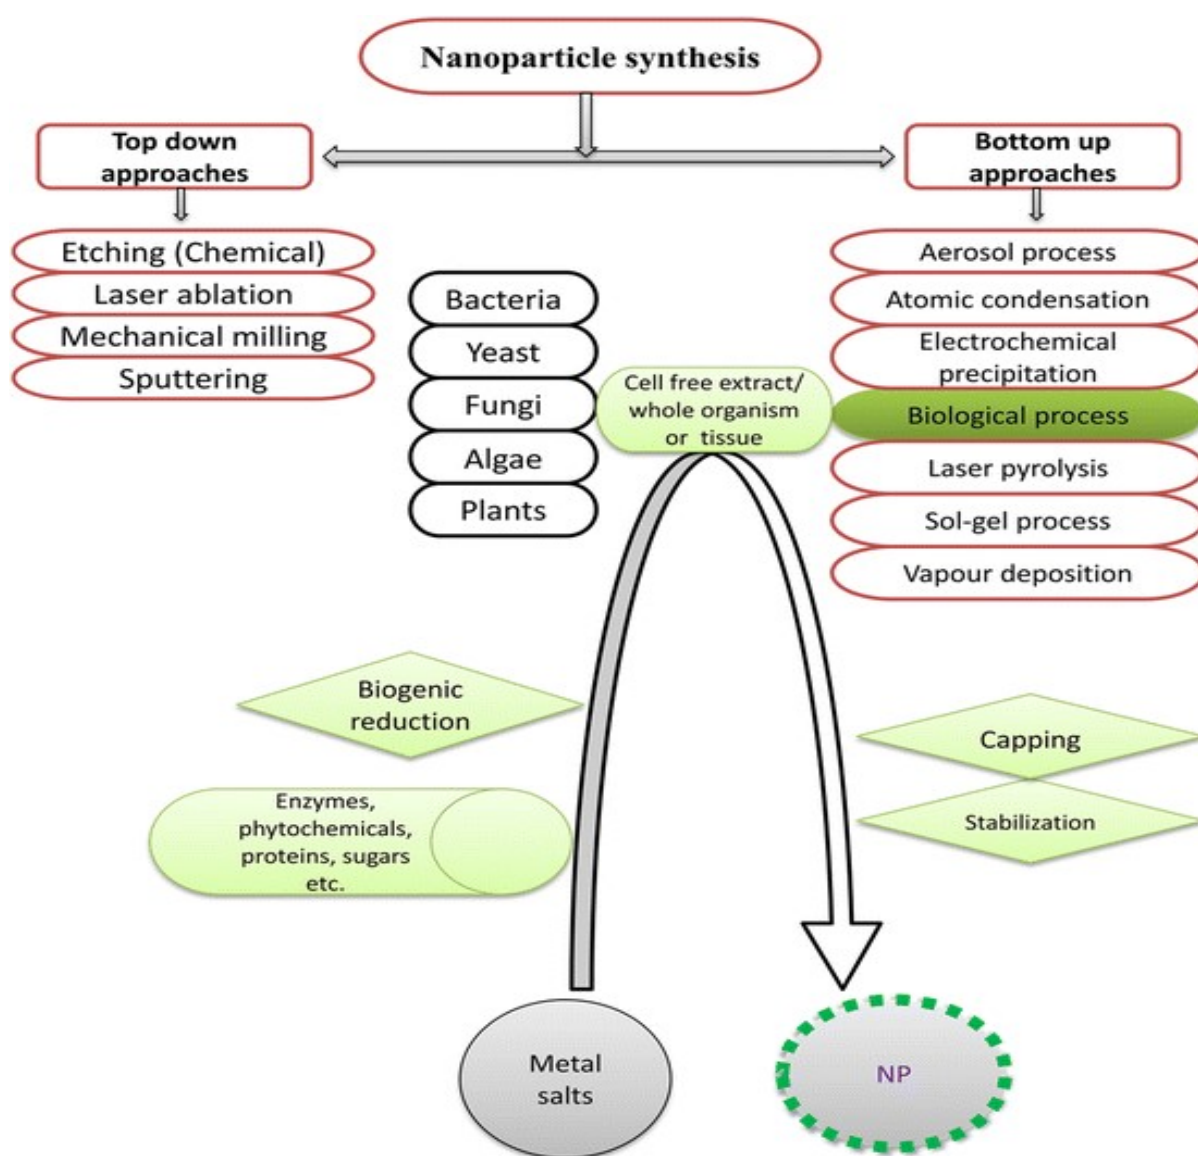 Nanoparticle synthesis
Top down
approaches
Bottom up
approaches
Etching (Chemical)
Laser ablation
Mechanical milling
Sputtering
Bacteria
Yeast
Fungi
Algae
Plants
Cell free extract/
whole organism
or tissue
Aerosol process
Atomic condensation
Electrochemical
precipitation
Biological process
Laser pyrolysis
Sol-gel process
Vapour deposition
Biogenic
reduction
Enzymes,
phytochemicals,
proteins, sugars
etc.
Capping
Stabilization
Metal
salts
NP